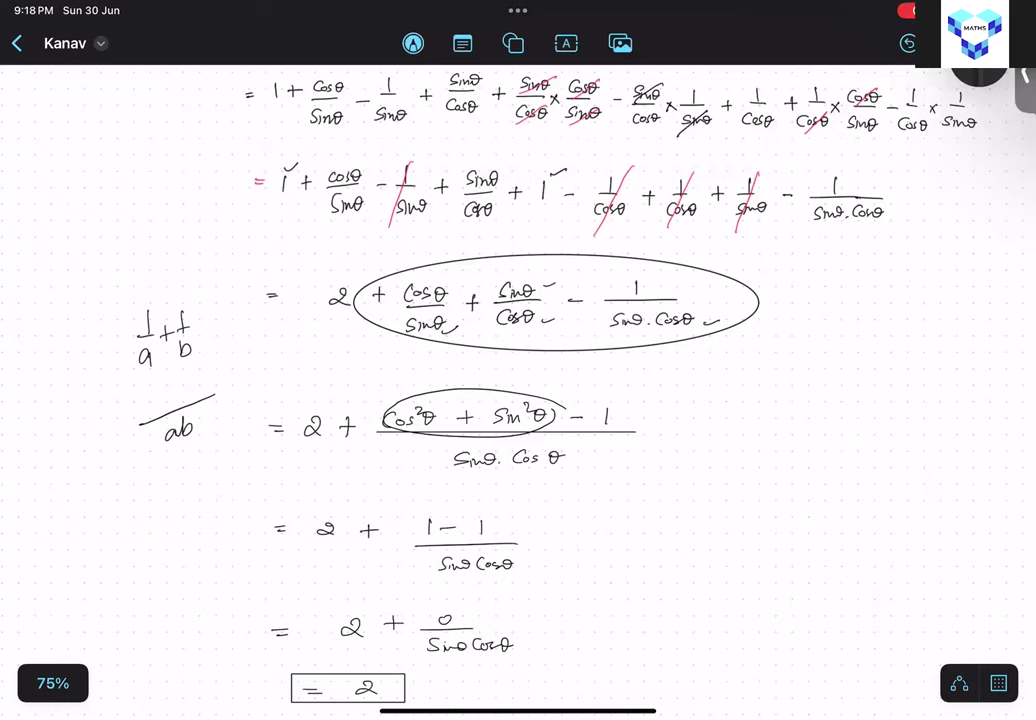 9:18 PM Sun 30 Jun
Kanav
MATHS
= 1 + cosθ/sinθ - 1/sinθ + sinθ/cosθ + sinθ/cosθ × cosθ/sinθ - sinθ/cosθ × 1/sinθ + 1/cosθ + 1/cosθ × cosθ/sinθ - 1/cosθ × 1/sinθ
= 1 + cosθ/sinθ - 1/sinθ + sinθ/cosθ + 1 - 1/cosθ + 1/cosθ + 1/sinθ - 1/sinθ.cosθ
= 2 + cosθ/sinθ + sinθ/cosθ - 1/sinθ.cosθ
1/a + 1/b
/ab
= 2 + (cos²θ + sin²θ) - 1/sinθ. cosθ
= 2 + 1 - 1/sinθ cosθ
= 2 + 0/sinθ cosθ
= 2
75%